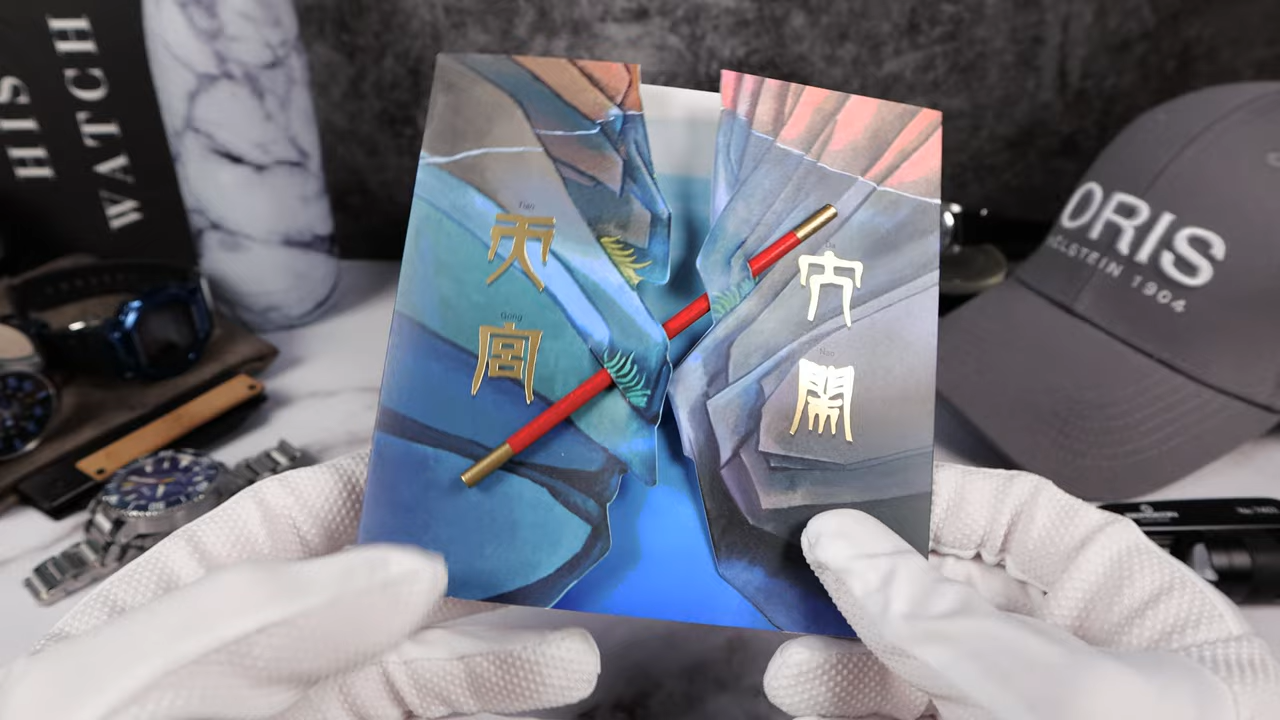 HIS
WATCH
Tian
天
Gong
宮
Da
大
Nao
鬧
ORIS
HÖLSTEIN 1904